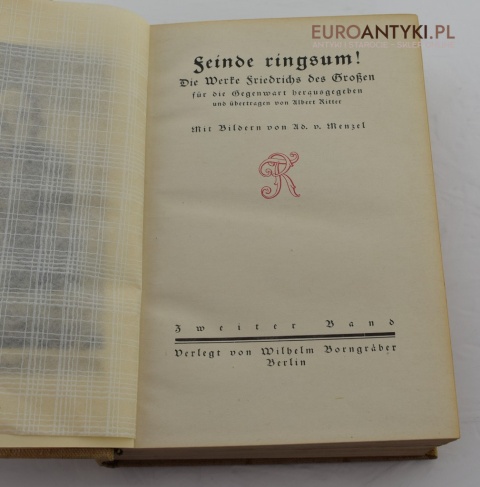 EUROANTYKI.PL
Feinde ringsum!
Die Werke Friedrichs des Großen
für die Gegenwart herausgegeben
und übertragen von Albert Ritter
Mit Bildern von Ad. v. Menzel
FR
Zweiter Band
Verlegt von Wilhelm Borngräber
Berlin